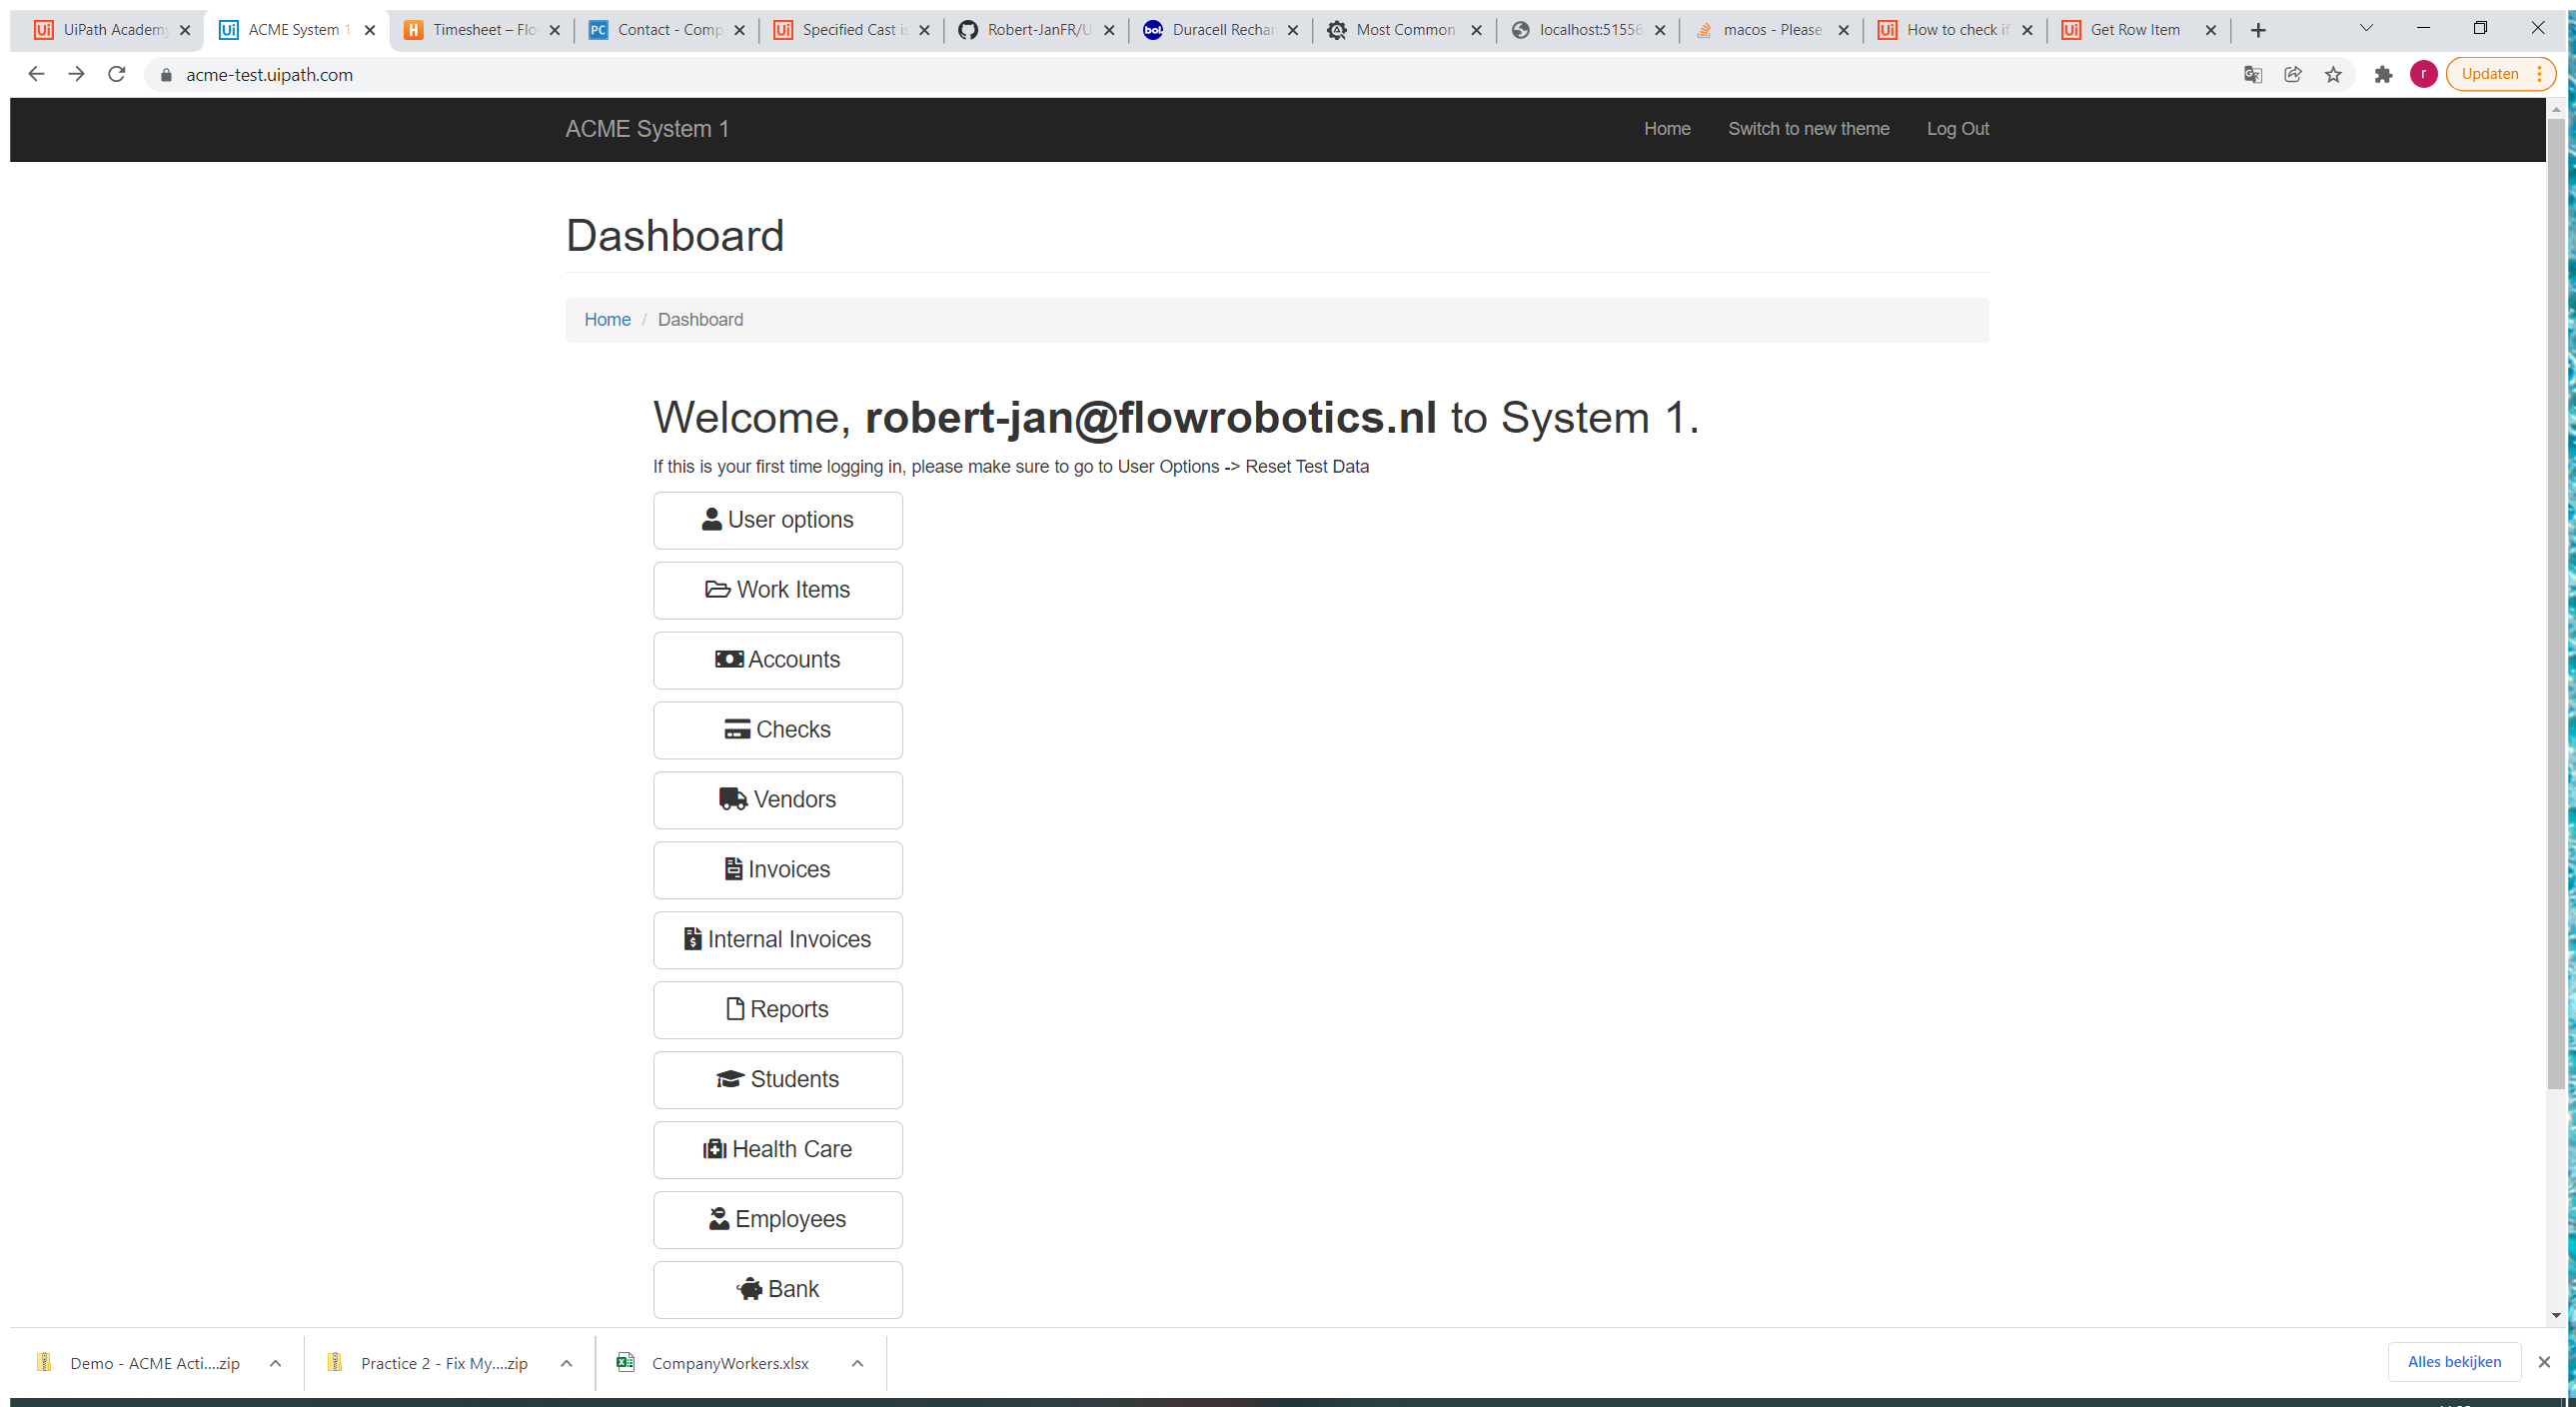 UiPath Academy
ACME System 1
Timesheet – Flo
Contact - Comp
Specified Cast is
Robert-JanFR/U
Duracell Rechar
Most Common
localhost:51556
macos - Please
How to check if
Get Row Item
acme-test.uipath.com
Updaten
ACME System 1
Home
Switch to new theme
Log Out
Dashboard
Home / Dashboard
Welcome, robert-jan@flowrobotics.nl to System 1.
If this is your first time logging in, please make sure to go to User Options -> Reset Test Data
User options
Work Items
Accounts
Checks
Vendors
Invoices
Internal Invoices
Reports
Students
Health Care
Employees
Bank
Demo - ACME Acti....zip
Practice 2 - Fix My....zip
CompanyWorkers.xlsx
Alles bekijken